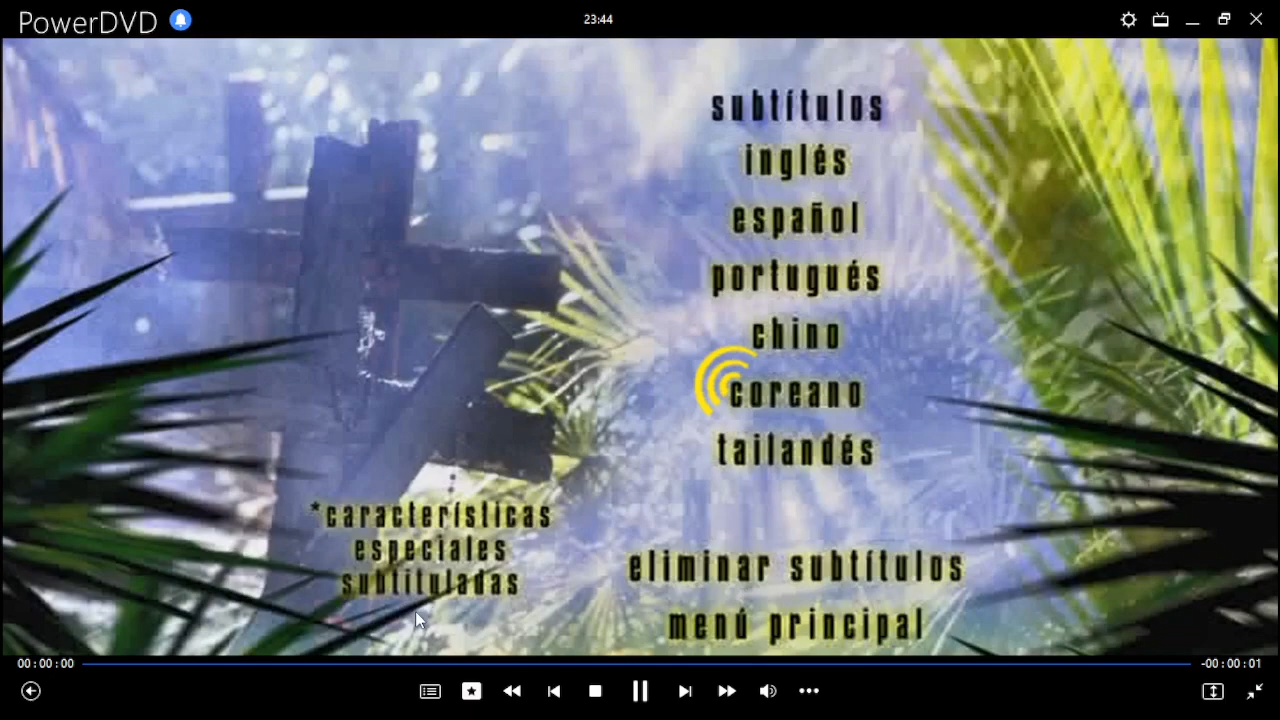 PowerDVD
23:44
subtítulos
inglés
español
portugués
chino
coreano
tailandés
*características
especiales
subtituladas
eliminar subtítulos
menú principal
00:00:00
-00:00:01